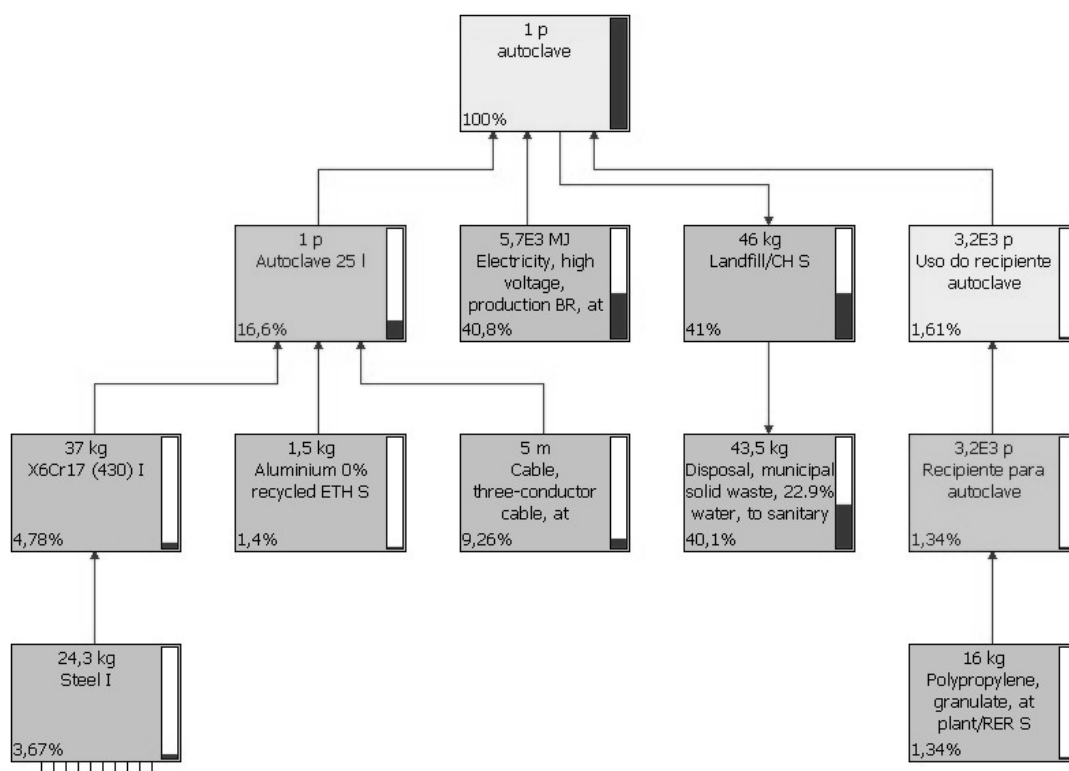 1 p
autoclave
100%
1 p
Autoclave 25 l
16,6%
5,7E3 MJ
Electricity, high
voltage,
production BR, at
40,8%
46 kg
Landfill/CH S
41%
3,2E3 p
Uso do recipiente
autoclave
1,61%
37 kg
X6Cr17 (430) I
4,78%
1,5 kg
Aluminium 0%
recycled ETH S
1,4%
5 m
Cable,
three-conductor
cable, at
9,26%
43,5 kg
Disposal, municipal
solid waste, 22.9%
water, to sanitary
40,1%
3,2E3 p
Recipiente para
autoclave
1,34%
24,3 kg
Steel I
3,67%
16 kg
Polypropylene,
granulate, at
plant/RER S
1,34%